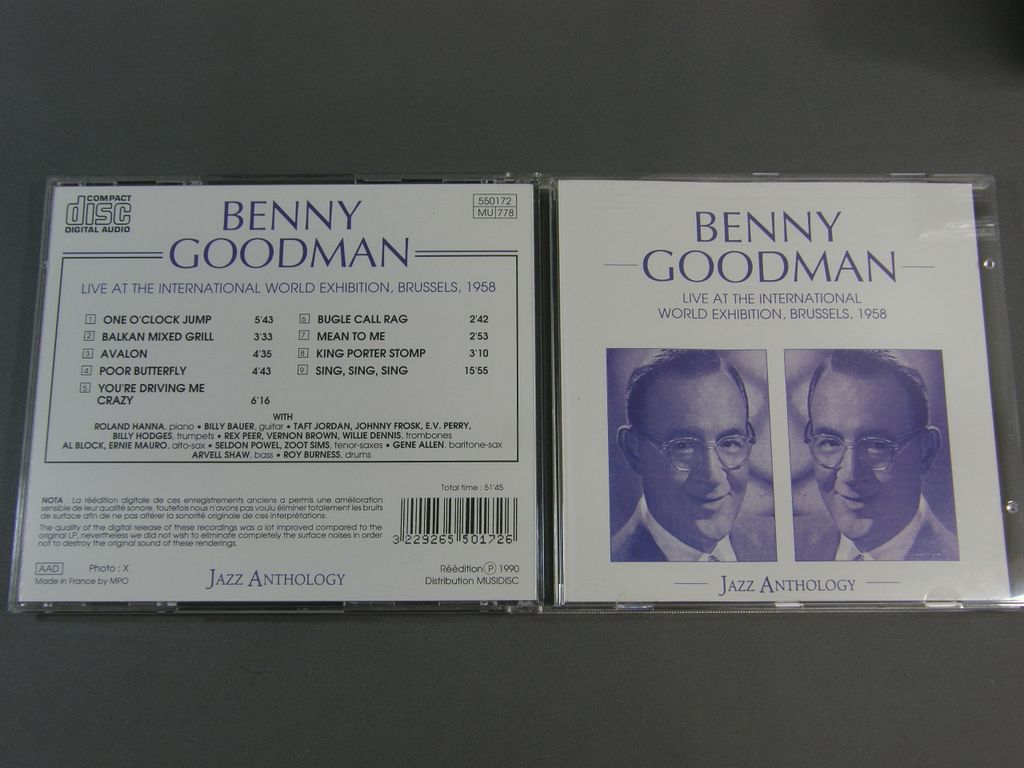 COMPACT
disc
DIGITAL AUDIO
BENNY
GOODMAN
550172
MU 778
LIVE AT THE INTERNATIONAL WORLD EXHIBITION, BRUSSELS, 1958
1 ONE O'CLOCK JUMP 5'43
2 BALKAN MIXED GRILL 3'33
3 AVALON 4'35
4 POOR BUTTERFLY 4'43
5 YOU'RE DRIVING ME
CRAZY 6'16
6 BUGLE CALL RAG 2'42
7 MEAN TO ME 2'53
8 KING PORTER STOMP 3'10
9 SING, SING, SING 15'55
WITH
ROLAND HANNA, piano • BILLY BAUER, guitar • TAFT JORDAN, JOHNNY FROSK, E.V. PERRY,
BILLY HODGES, trumpets • REX PEER, VERNON BROWN, WILLIE DENNIS, trombones
AL BLOCK, ERNIE MAURO, alto-sax • SELDON POWEL, ZOOT SIMS, tenor-saxes • GENE ALLEN, baritone-sax
ARVELL SHAW, bass • ROY BURNESS, drums
Total time : 51'45
NOTA : La réédition digitale de ces enregistrements anciens a permis une amélioration
sensible de leur qualité sonore, toutefois nous n'avons pas voulu éliminer totalement les bruits
de surface afin de ne pas altérer la sonorité originale de ces interprétations.
The quality of the digital release of these recordings was a lot improved compared to the
original LP, nevertheless we did not wish to eliminate completely the surface noises in order
not to destroy the original sound of these renderings.
3 229265 501726
AAD
Photo : X
Made in France by MPO
JAZZ ANTHOLOGY
Réédition Ⓟ 1990
Distribution MUSIDISC
BENNY
GOODMAN
LIVE AT THE INTERNATIONAL
WORLD EXHIBITION, BRUSSELS, 1958
JAZZ ANTHOLOGY